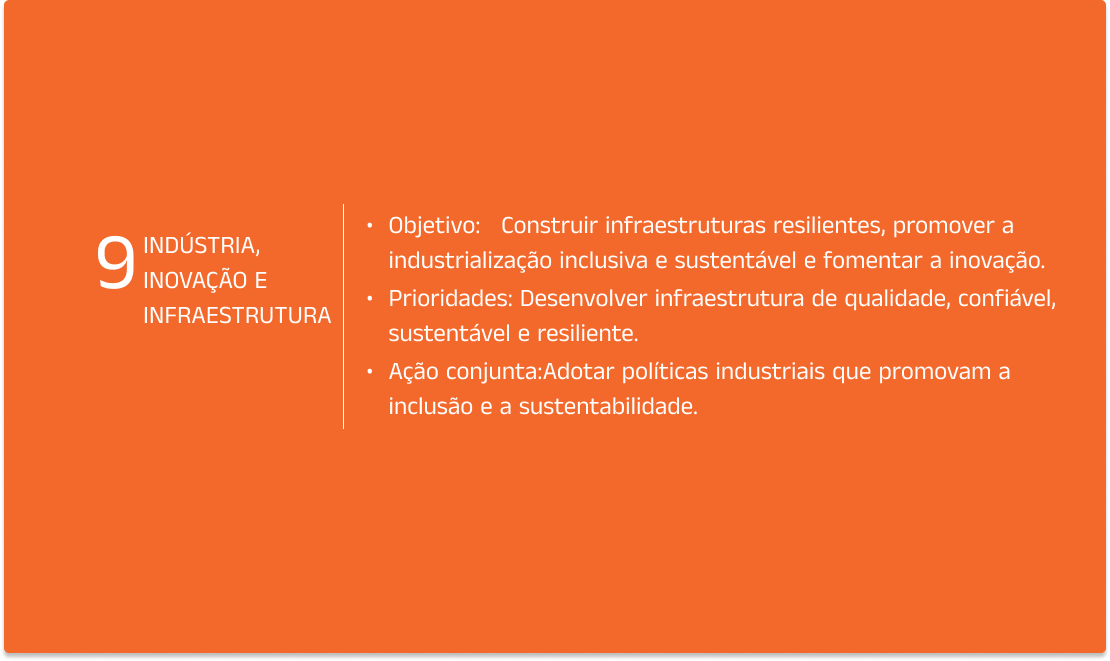 9
INDÚSTRIA,
INOVAÇÃO E
INFRAESTRUTURA
• Objetivo:   Construir infraestruturas resilientes, promover a
industrialização inclusiva e sustentável e fomentar a inovação.
• Prioridades: Desenvolver infraestrutura de qualidade, confiável,
sustentável e resiliente.
• Ação conjunta:Adotar políticas industriais que promovam a
inclusão e a sustentabilidade.